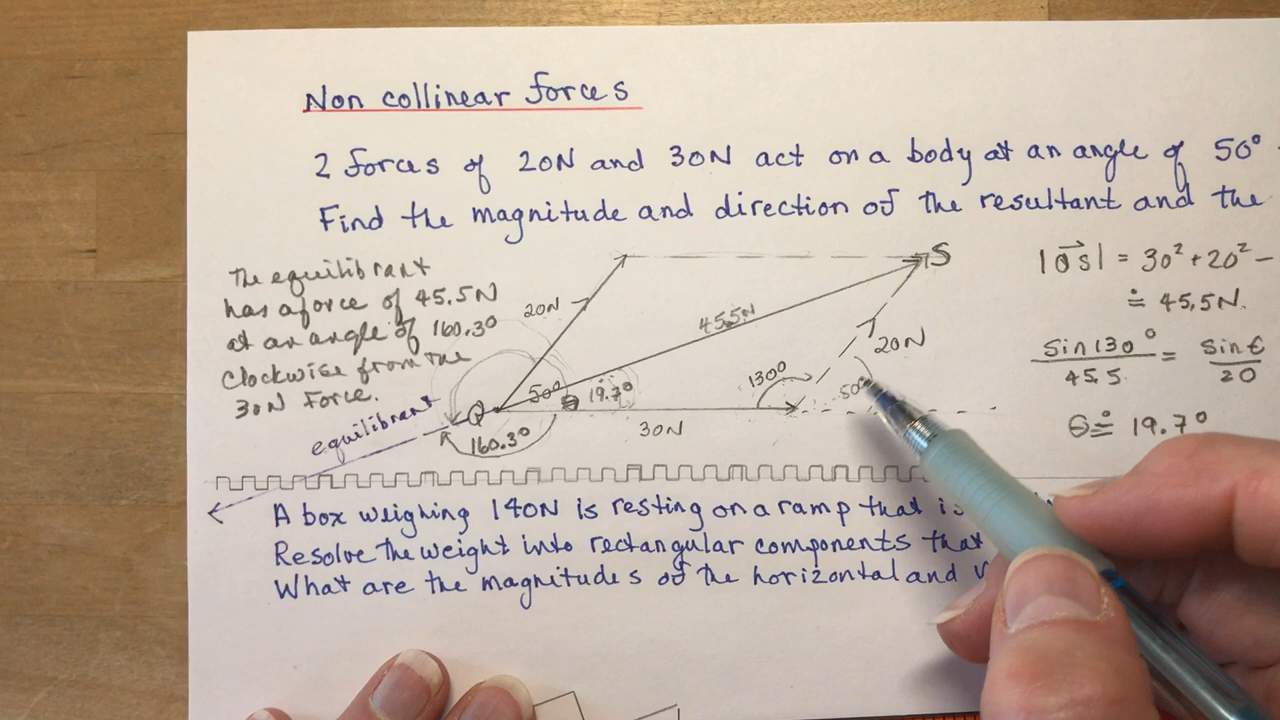 Non collinear forces
2 forces of 20N and 30N act on a body at an angle of 50°
Find the magnitude and direction of the resultant and the
The equilibrant
has a force of 45.5N
at an angle of 160.3°
clockwise from the
30N force.
20N
45.5N
S
20N
130°
50°
50°
θ 19.7°
O
30N
160.3°
equilibrant
|OS| = 30² + 20² -
≐ 45.5N.
sin130° / 45.5 = sin / 20
θ ≐ 19.7°
A box weighing 140N is resting on a ramp that is
Resolve the weight into rectangular components that
What are the magnitudes of the horizontal and